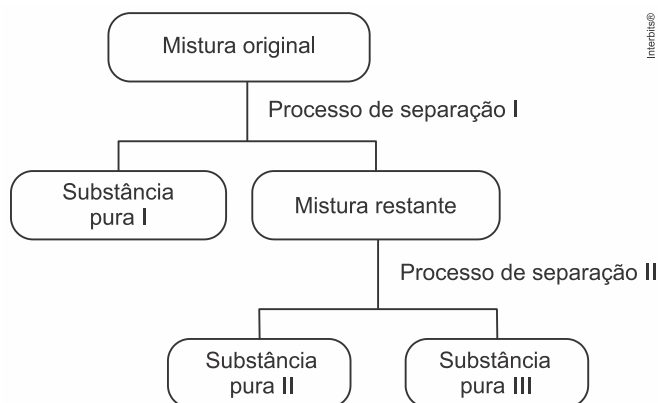 Interbits®
Mistura original
Processo de separação I
Substância
pura I
Mistura restante
Processo de separação II
Substância
pura II
Substância
pura III